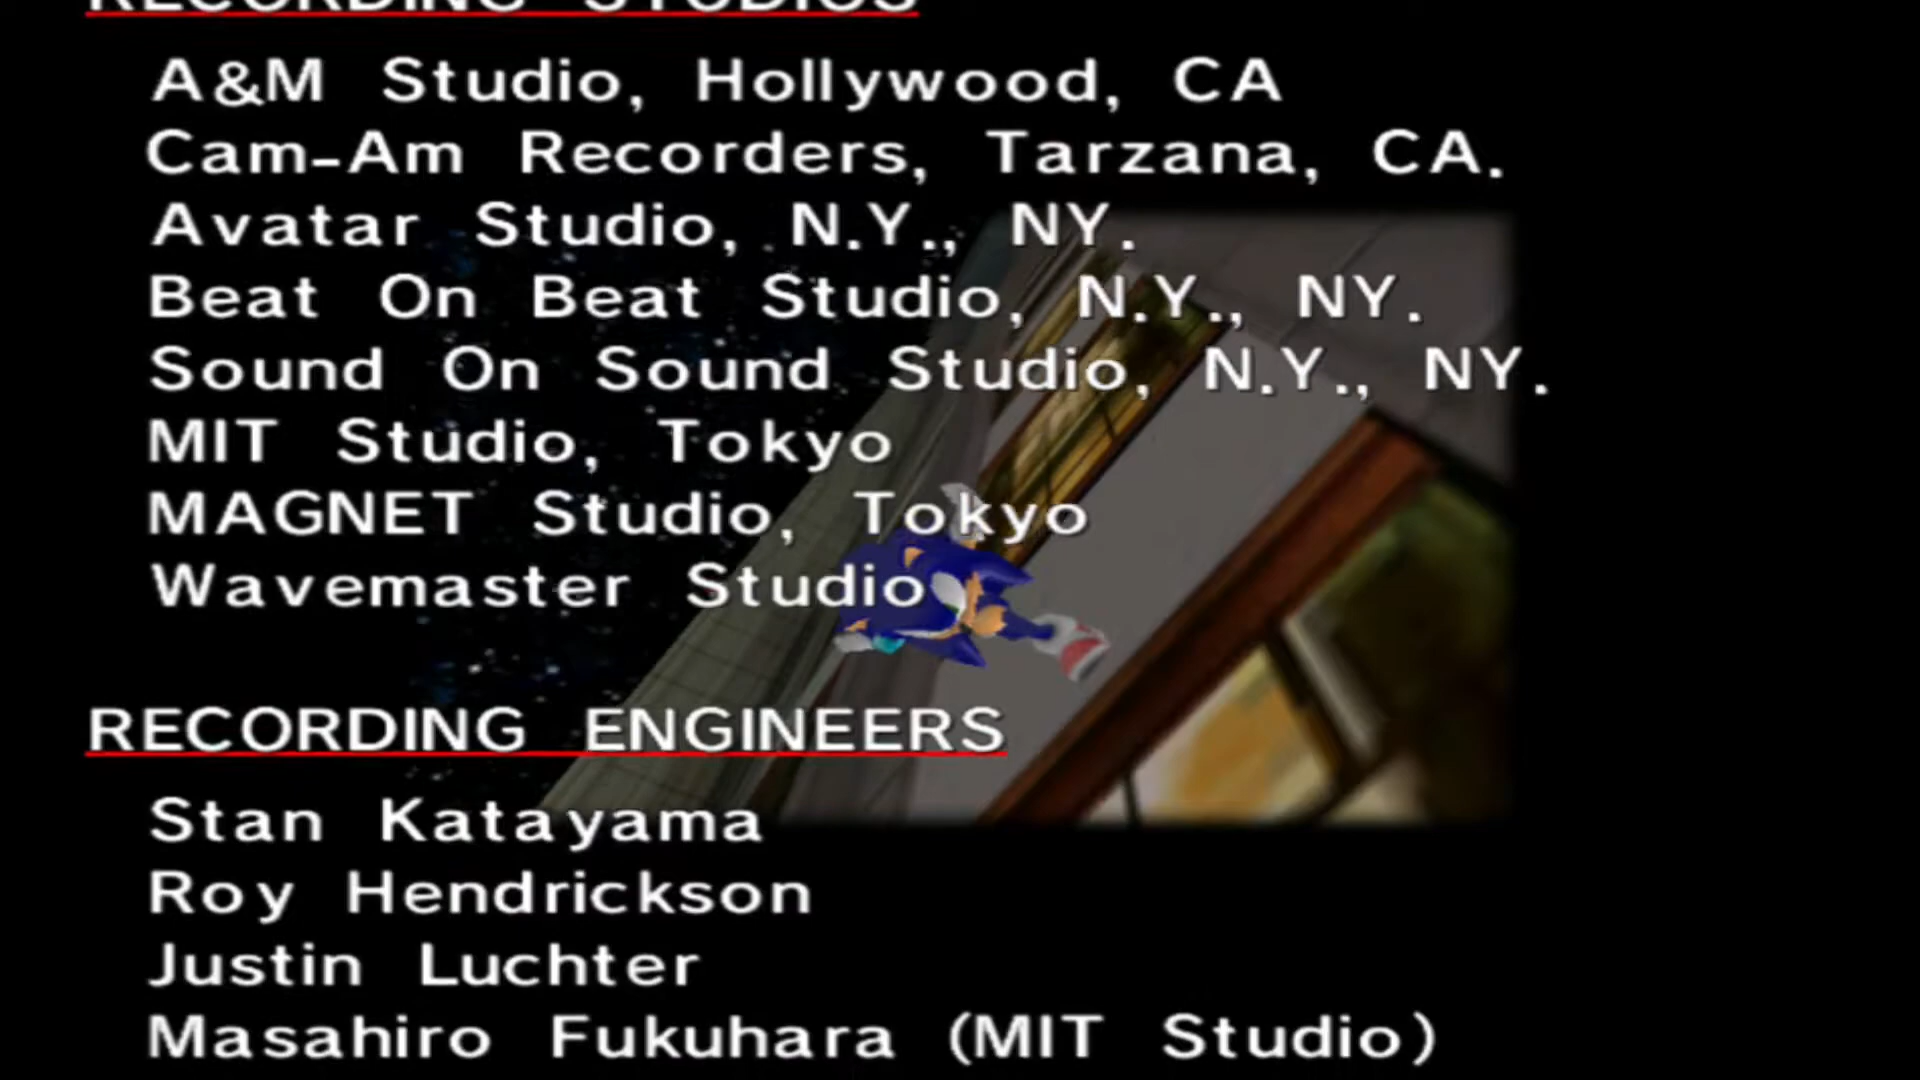 RECORDING STUDIOS
A&M Studio, Hollywood, CA
Cam-Am Recorders, Tarzana, CA.
Avatar Studio, N.Y., NY.
Beat On Beat Studio, N.Y., NY.
Sound On Sound Studio, N.Y., NY.
MIT Studio, Tokyo
MAGNET Studio, Tokyo
Wavemaster Studio
RECORDING ENGINEERS
Stan Katayama
Roy Hendrickson
Justin Luchter
Masahiro Fukuhara (MIT Studio)